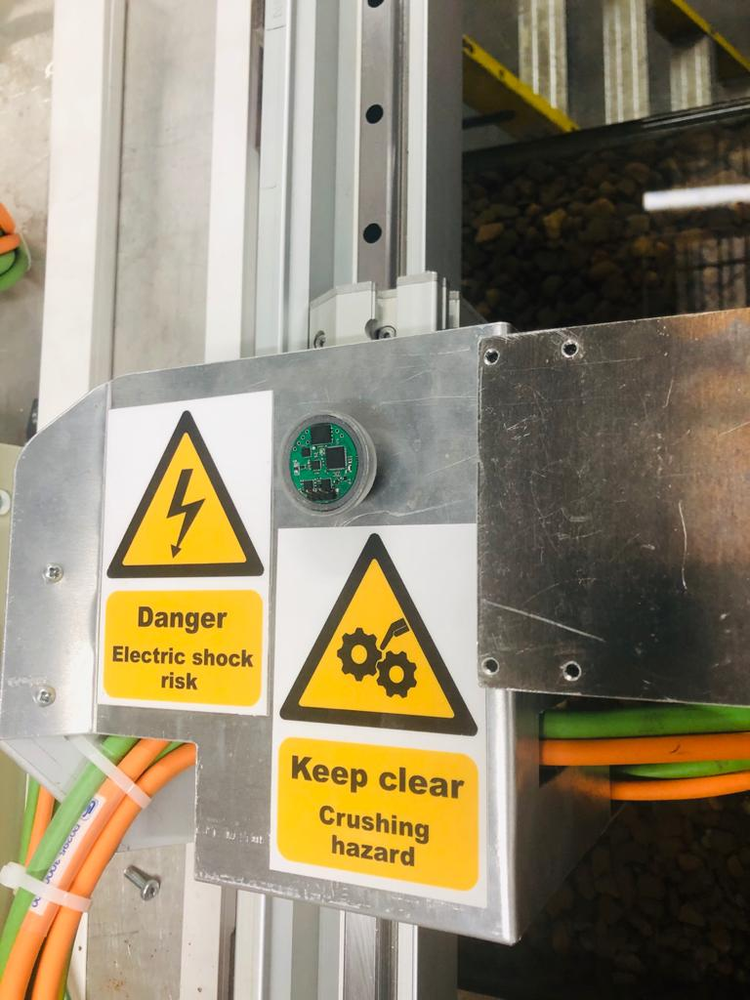 Danger
Electric shock
risk
Keep clear
Crushing
hazard